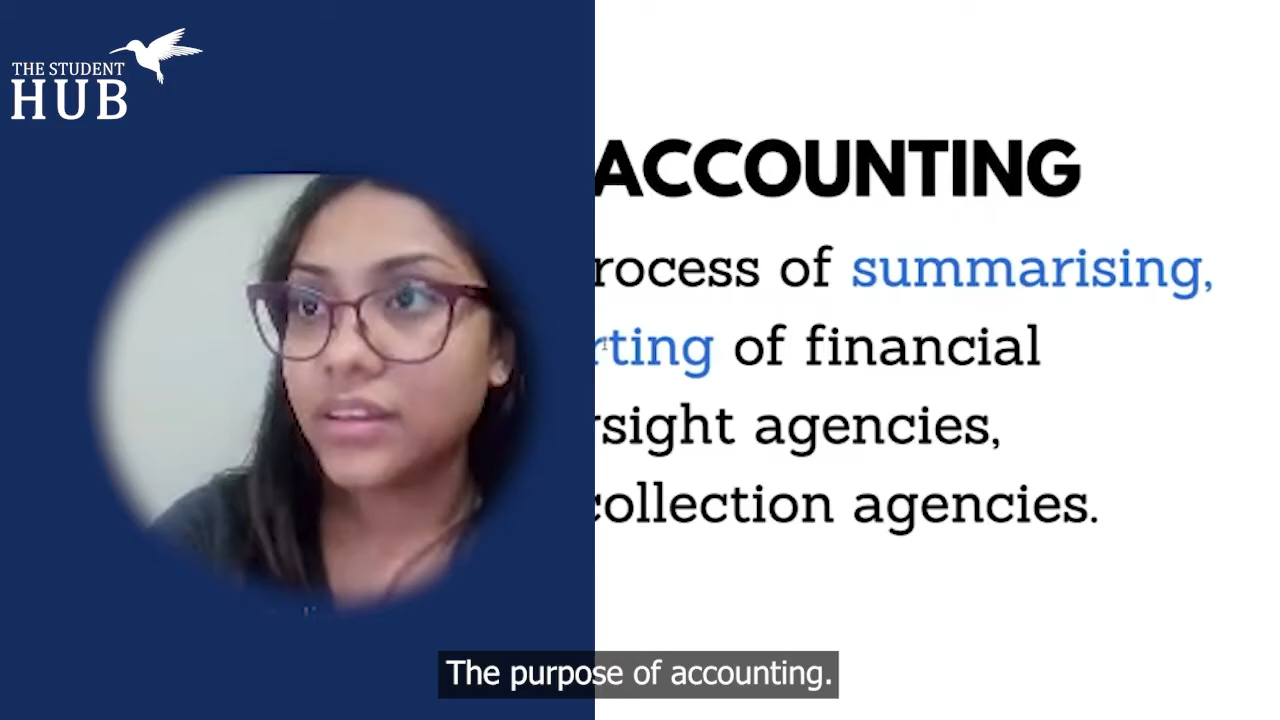 THE STUDENT
HUB
ACCOUNTING
rocess of summarising,
rting of financial
rsight agencies,
collection agencies.
The purpose of accounting.